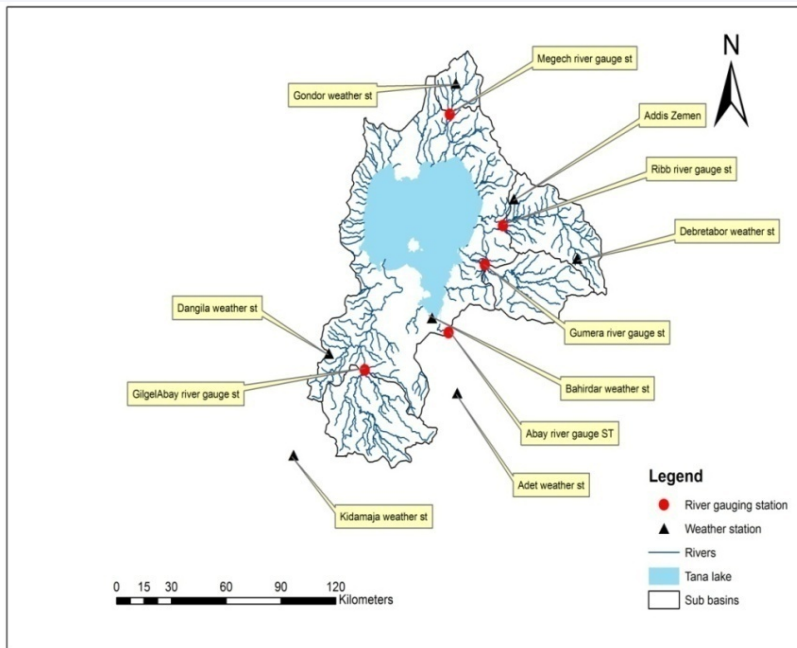 N
Megech river gauge st
Gondor weather st
Addis Zemen
Ribb river gauge st
Debretabor weather st
Dangila weather st
Gumera river gauge st
GilgelAbay river gauge st
Bahirdar weather st
Abay river gauge ST
Adet weather st
Kidamaja weather st
Legend
River gauging station
Weather station
Rivers
Tana lake
Sub basins
0 15 30 60 90 120
Kilometers